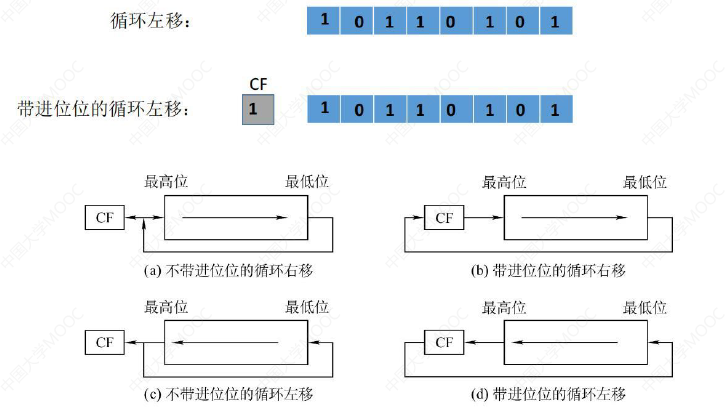 循环左移： 1 0 1 1 0 1 0 1
CF
带进位位的循环左移： 1 1 0 1 1 0 1 0 1
最高位 最低位 最高位 最低位
CF CF
(a) 不带进位位的循环右移 (b) 带进位位的循环右移
最高位 最低位 最高位 最低位
CF CF
(c) 不带进位位的循环左移 (d) 带进位位的循环左移
中国大学MOOC